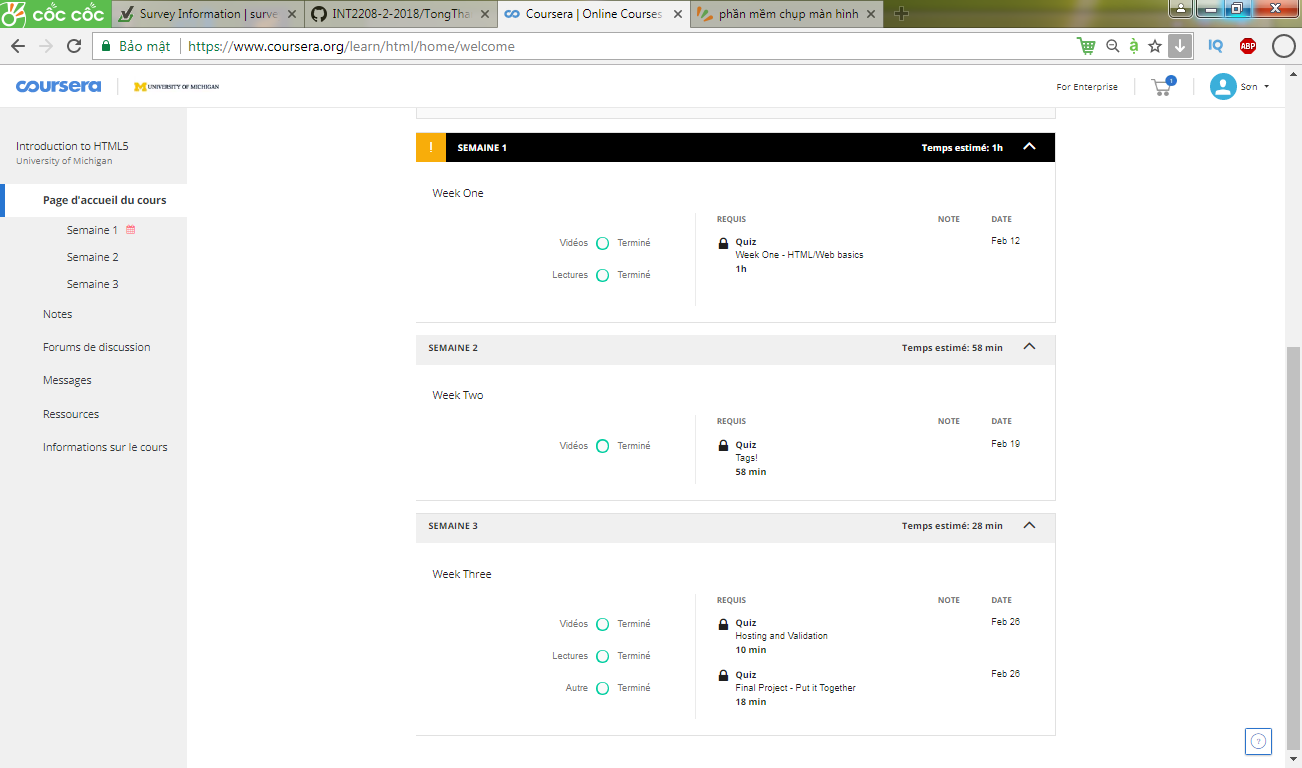 cốc cốc
Survey Information | surve
INT2208-2-2018/TongTha
Coursera | Online Courses
phần mềm chụp màn hình
Bảo mật
https://www.coursera.org/learn/html/home/welcome
IQ
ABP
coursera
M UNIVERSITY OF MICHIGAN
For Enterprise
1
Sơn
Introduction to HTML5
University of Michigan
Page d'accueil du cours
Semaine 1
Semaine 2
Semaine 3
Notes
Forums de discussion
Messages
Ressources
Informations sur le cours
! SEMAINE 1 Temps estimé: 1h
Week One
REQUIS NOTE DATE
Vidéos Terminé
Lectures Terminé
Quiz Feb 12
Week One - HTML/Web basics
1h
SEMAINE 2 Temps estimé: 58 min
Week Two
REQUIS NOTE DATE
Vidéos Terminé
Quiz Feb 19
Tags!
58 min
SEMAINE 3 Temps estimé: 28 min
Week Three
REQUIS NOTE DATE
Vidéos Terminé
Lectures Terminé
Autre Terminé
Quiz Feb 26
Hosting and Validation
10 min
Quiz Feb 26
Final Project - Put it Together
18 min
?